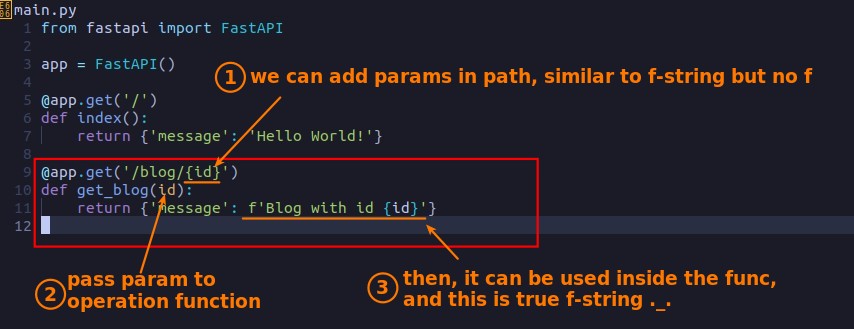 main.py
1 from fastapi import FastAPI
2
3 app = FastAPI()
4
5 @app.get('/')
6 def index():
7 return {'message': 'Hello World!'}
8
9 @app.get('/blog/{id}')
10 def get_blog(id):
11 return {'message': f'Blog with id {id}'}
12
1 we can add params in path, similar to f-string but no f
2 pass param to
operation function
3 then, it can be used inside the func,
and this is true f-string ._.